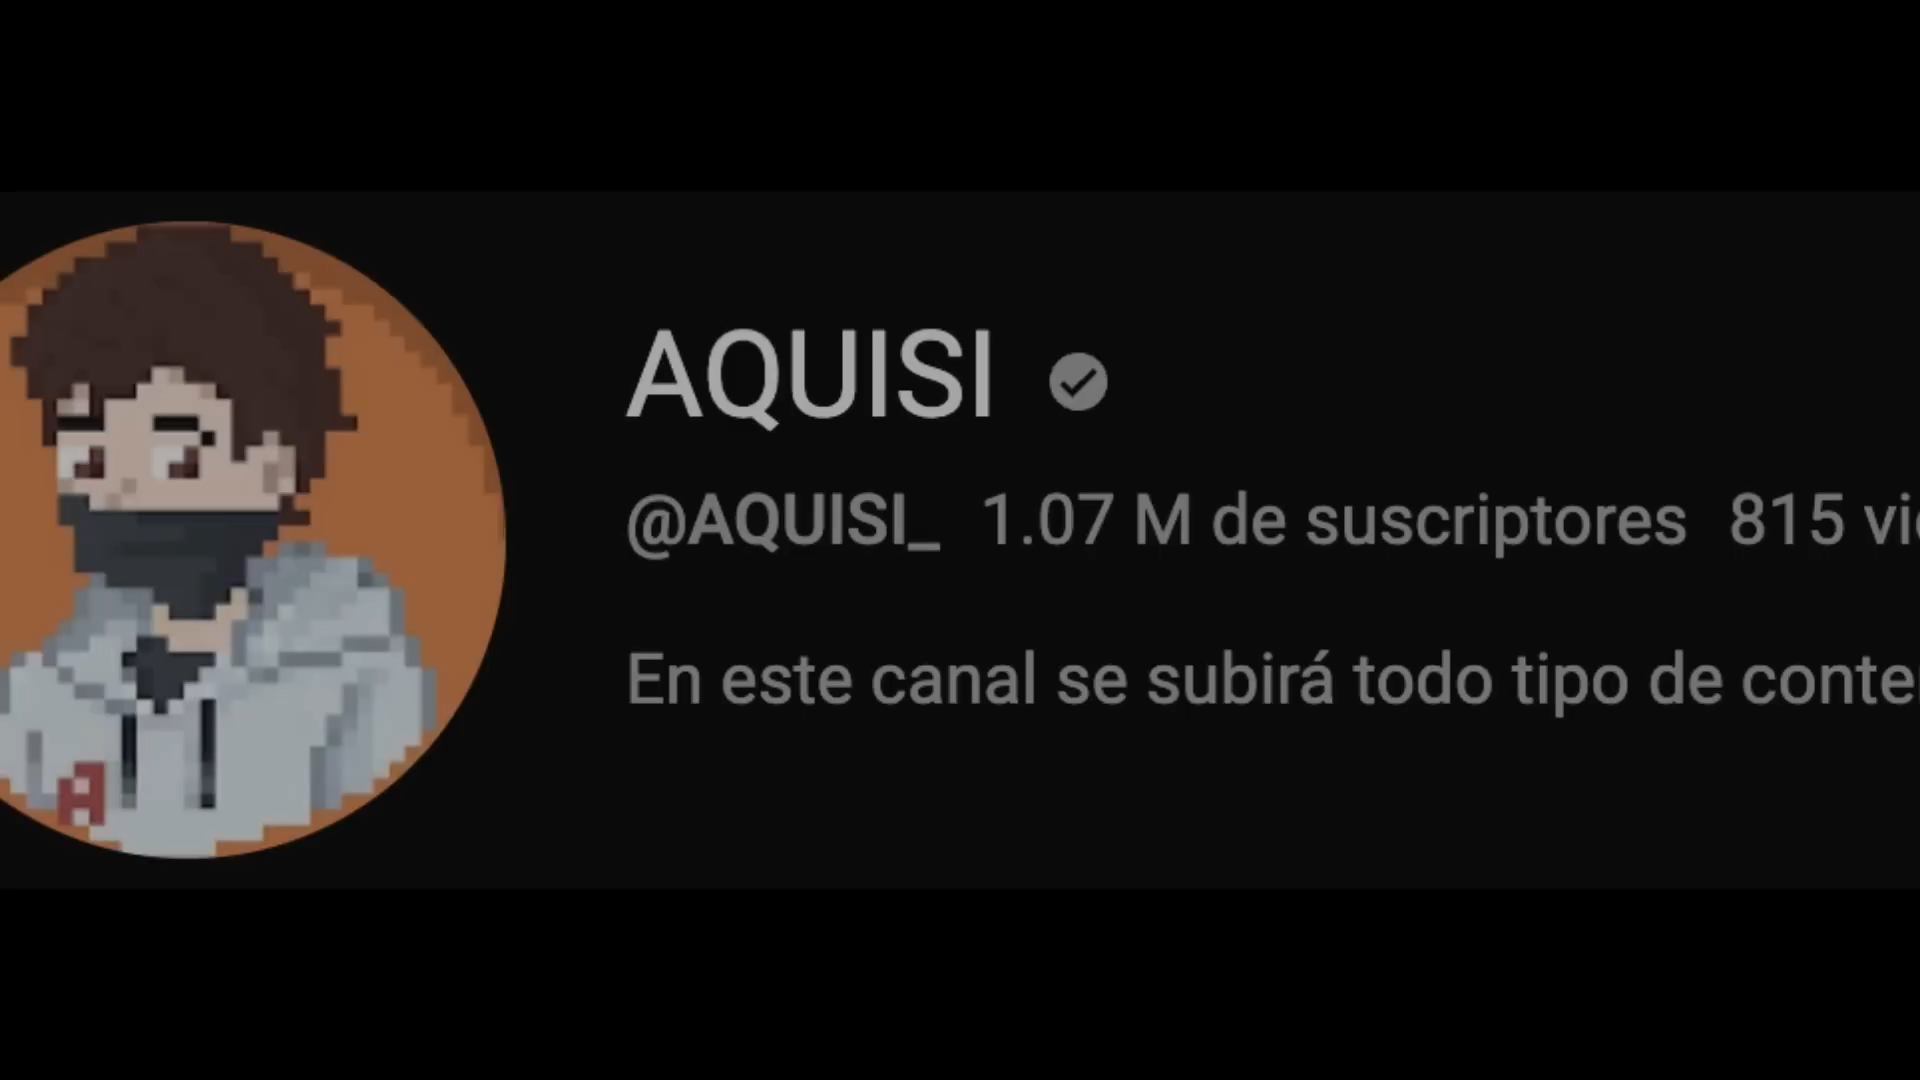 AQUISI
@AQUISI_ 1.07 M de suscriptores 815
En este canal se subirá todo tipo de
A